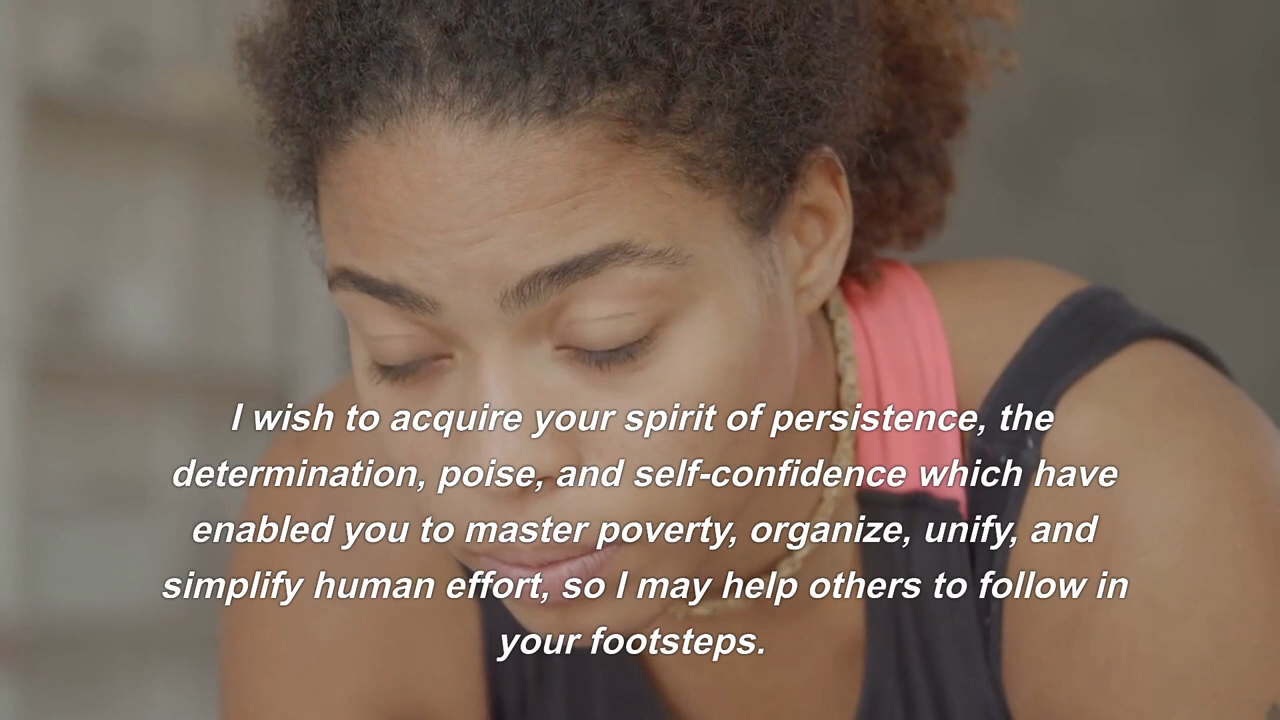 I wish to acquire your spirit of persistence, the
determination, poise, and self-confidence which have
enabled you to master poverty, organize, unify, and
simplify human effort, so I may help others to follow in
your footsteps.